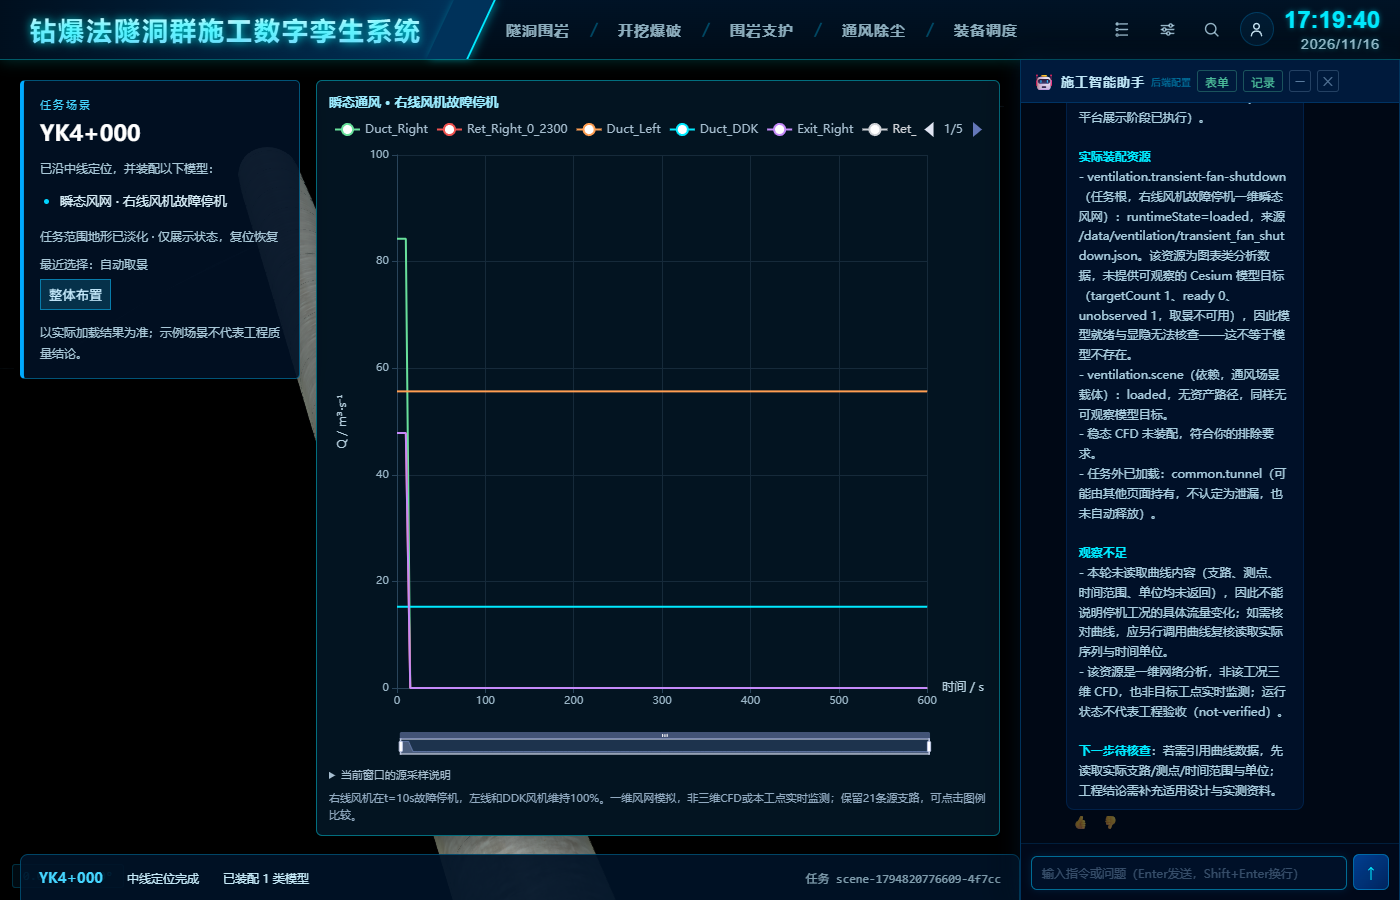 钻爆法隧洞群施工数字孪生系统
隧洞围岩 / 开挖爆破 / 围岩支护 / 通风除尘 / 装备调度
17:19:40
2026/11/16
任务场景
YK4+000
已沿中线定位，并装配以下模型：
瞬态风网 · 右线风机故障停机
任务范围地形已淡化 · 仅展示状态，复位恢复
最近选择：自动取景
整体布置
以实际加载结果为准；示例场景不代表工程质
量结论。
瞬态通风 • 右线风机故障停机
Duct_Right Ret_Right_0_2300 Duct_Left Duct_DDK Exit_Right Ret_ 1/5
100
80
60
40
20
0
Q / m³·s⁻¹
0 100 200 300 400 500 600
时间 / s
当前窗口的源采样说明
右线风机在t=10s故障停机，左线和DDK风机维持100%。一维风网模拟，非三维CFD或本工点实时监测；保留21条源支路，可点击图例
比较。
施工智能助手 后端配置 表单 记录
平台展示阶段已执行）。
实际装配资源
- ventilation.transient-fan-shutdown
（任务根，右线风机故障停机一维瞬态
风网）：runtimeState=loaded，来源
/data/ventilation/transient_fan_shut
down.json。该资源为图表类分析数
据，未提供可观察的 Cesium 模型目标
（targetCount 1、ready 0、
unobserved 1，取景不可用），因此模
型就绪与显隐无法核查——这不等于模
型不存在。
- ventilation.scene（依赖，通风场景
载体）：loaded，无资产路径，同样无
可观察模型目标。
- 稳态 CFD 未装配，符合你的排除要
求。
- 任务外已加载：common.tunnel（可
能由其他页面持有，不认定为泄漏，也
未自动释放）。
观察不足
- 本轮未读取曲线内容（支路、测点、
时间范围、单位均未返回），因此不能
说明停机工况的具体流量变化；如需核
对曲线，应另行调用曲线复核读取实际
序列与时间单位。
- 该资源是一维网络分析，非该工况三
维 CFD，也非目标工点实时监测；运行
状态不代表工程验收（not-verified）。
下一步待核查：若需引用曲线数据，先
读取实际支路/测点/时间范围与单位；
工程结论需补充适用设计与实测资料。
输入指令或问题（Enter发送，Shift+Enter换行）
YK4+000 中线定位完成 已装配 1 类模型 任务 scene-1794820776609-4f7cc